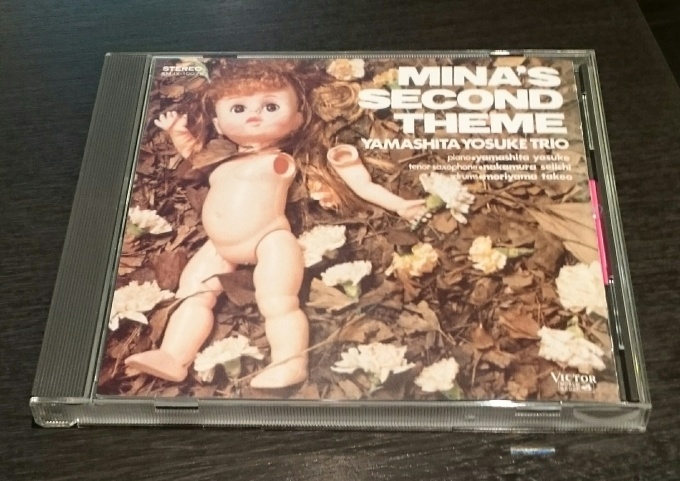 STEREO
MINA'S
SECOND
THEME
YAMASHITA YOSUKE TRIO
piano•yamashita yosuke
tenor saxophone•nakamura seiichi
drums•moriyama takeo
VICTOR